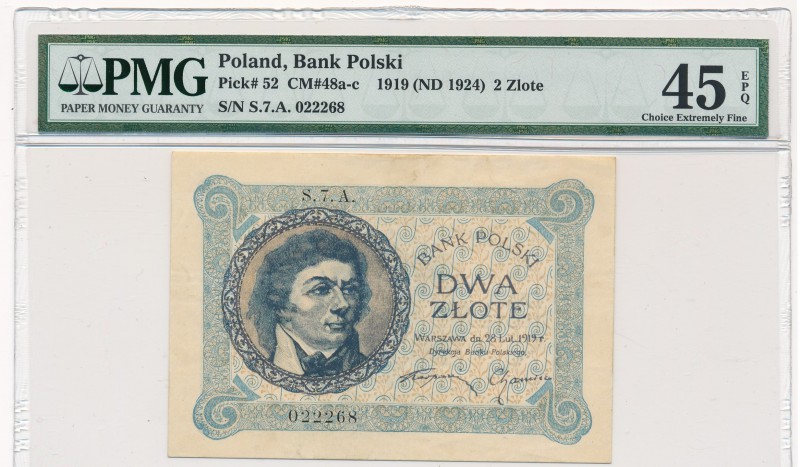 PMG
PAPER MONEY GUARANTY
Poland, Bank Polski
Pick# 52 CM#48a-c 1919 (ND 1924) 2 Zlote
S/N S.7.A. 022268
45 EPQ
Choice Extremely Fine
S.7.A.
BANK POLSKI
DWA
ZŁOTE
WARSZAWA dn. 28 Lut. 1919 r.
Dyrekcja Banku Polskiego.
022268